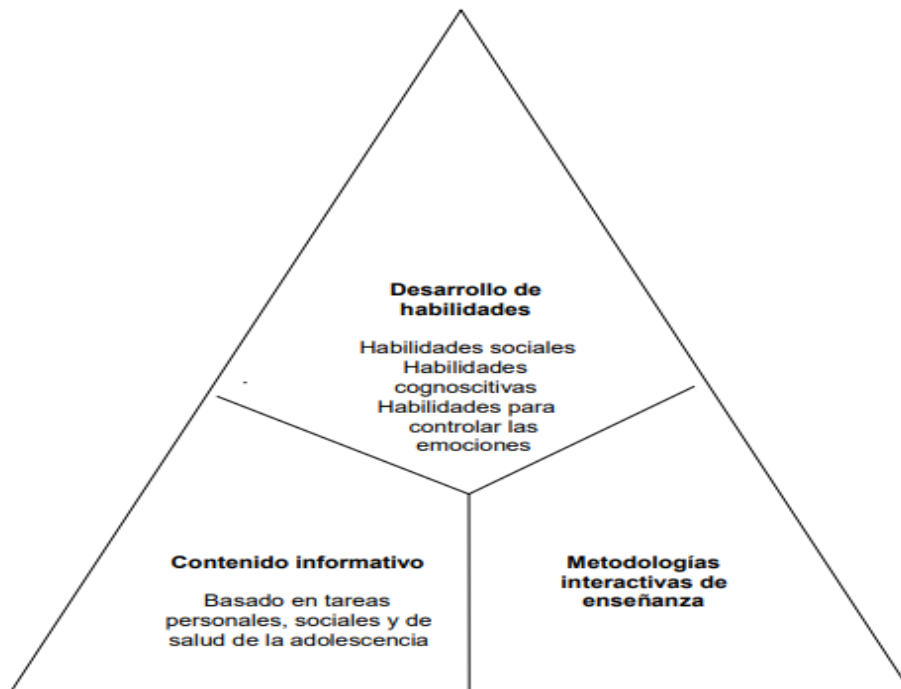 Desarrollo de
habilidades
Habilidades sociales
Habilidades
cognoscitivas
Habilidades para
controlar las
emociones
Contenido informativo
Basado en tareas
personales, sociales y de
salud de la adolescencia
Metodologías
interactivas de
enseñanza